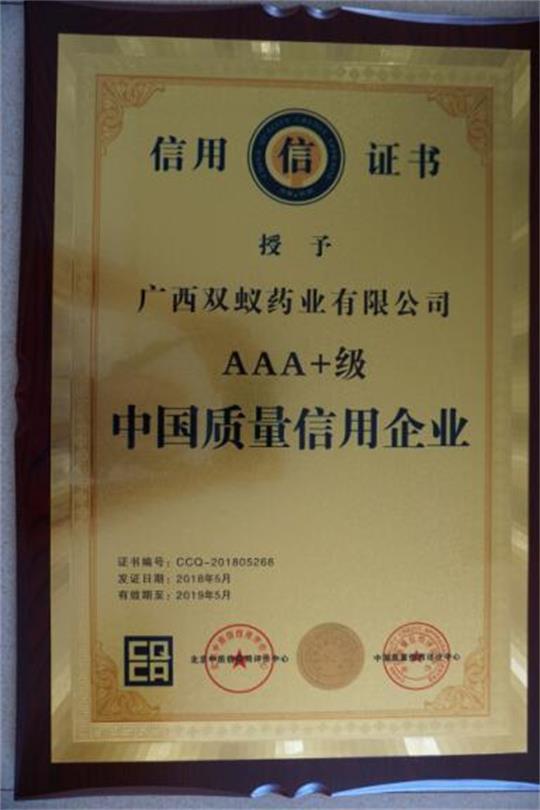 信用 信 证书
授予
广西双蚁药业有限公司
AAA+级
中国质量信用企业
证书编号：CCQ-201805268
发证日期：2018年5月
有效期至：2019年5月
CQ
CA